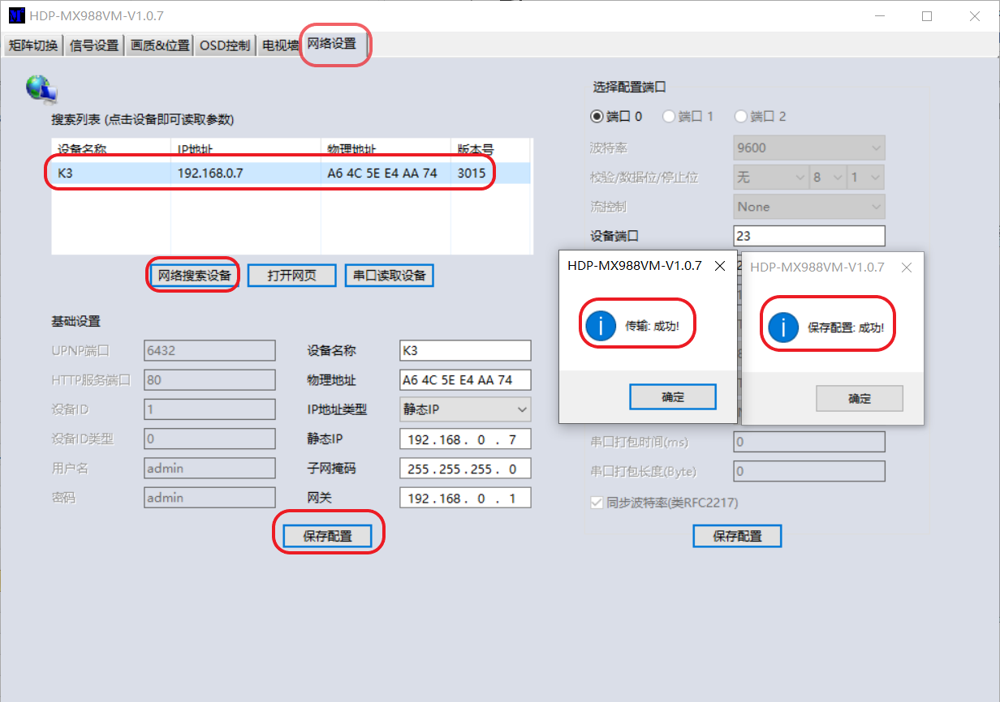 HDP-MX988VM-V1.0.7
矩阵切换 信号设置 画质&位置 OSD控制 电视墙 网络设置
选择配置端口
搜索列表 (点击设备即可读取参数)
端口 0 端口 1 端口 2
设备名称 IP地址 物理地址 版本号
K3 192.168.0.7 A6 4C 5E E4 AA 74 3015
网络搜索设备 打开网页 串口读取设备
波特率 9600
校验/数据位/停止位 无 8 1
流控制 None
设备端口 23
HDP-MX988VM-V1.0.7
传输: 成功!
确定
HDP-MX988VM-V1.0.7
保存配置: 成功!
确定
基础设置
UPNP端口 6432 设备名称 K3
HTTP服务端口 80 物理地址 A6 4C 5E E4 AA 74
设备ID 1 IP地址类型 静态IP
设备ID类型 0 静态IP 192.168. 0 . 7
用户名 admin 子网掩码 255.255.255. 0
密码 admin 网关 192.168. 0 . 1
保存配置
串口打包时间(ms) 0
串口打包长度(Byte) 0
同步波特率(类RFC2217)
保存配置